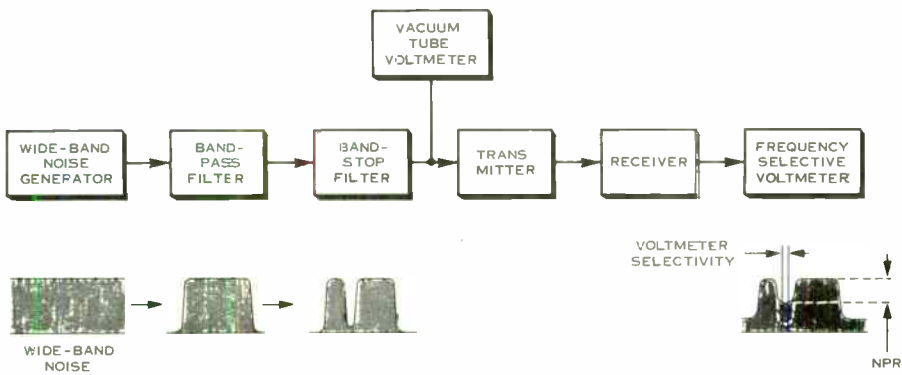 VACUUM
TUBE
VOLTMETER
WIDE-BAND
NOISE
GENERATOR
BAND-
PASS
FILTER
BAND-
STOP
FILTER
TRANS
MITTER
RECEIVER
FREQUENCY
SELECTIVE
VOLTMETER
VOLTMETER
SELECTIVITY
WIDE-BAND
NOISE
NPR